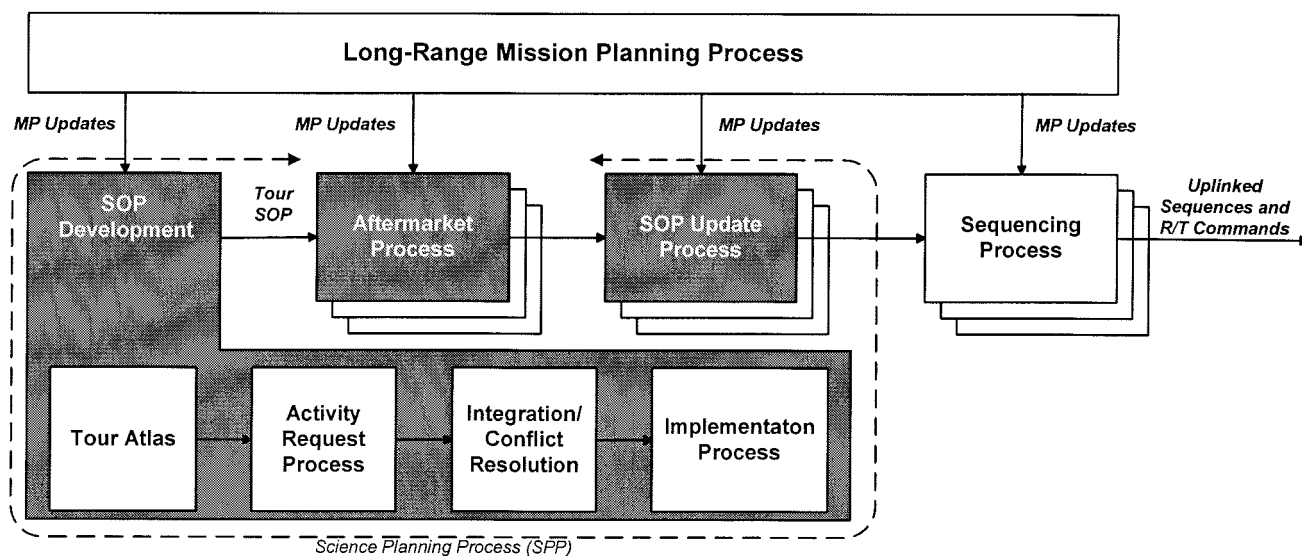 Long-Range Mission Planning Process
MP Updates
MP Updates
MP Updates
MP Updates
SOP
Development
Tour
SOP
Aftermarket
Process
SOP Update
Process
Sequencing
Process
Uplinked
Sequences and
R/T Commands
Tour Atlas
Activity
Request
Process
Integration/
Conflict
Resolution
Implementaton
Process
Science Planning Process (SPP)